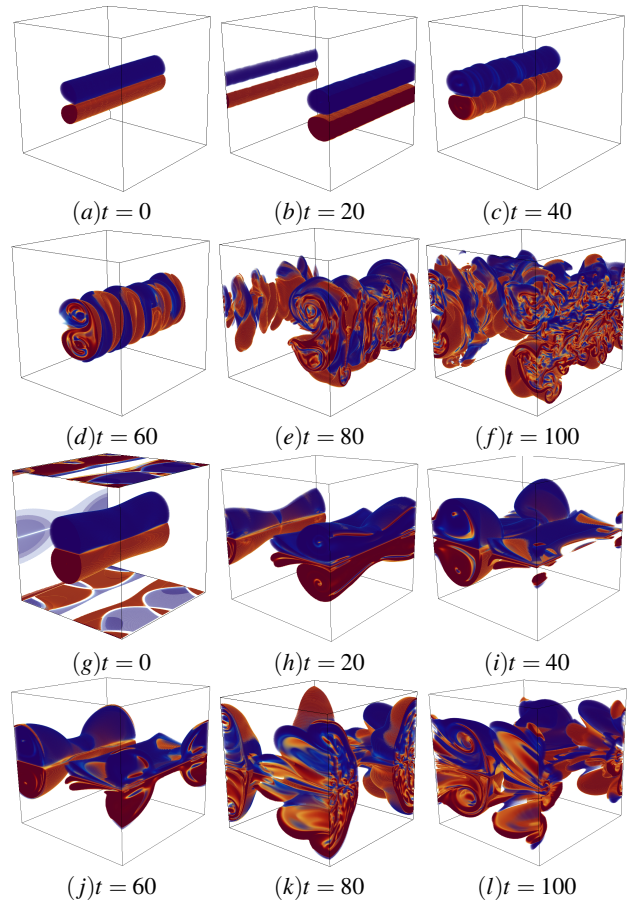 (a)t = 0 (b)t = 20 (c)t = 40
(d)t = 60 (e)t = 80 (f)t = 100
(g)t = 0 (h)t = 20 (i)t = 40
(j)t = 60 (k)t = 80 (l)t = 100